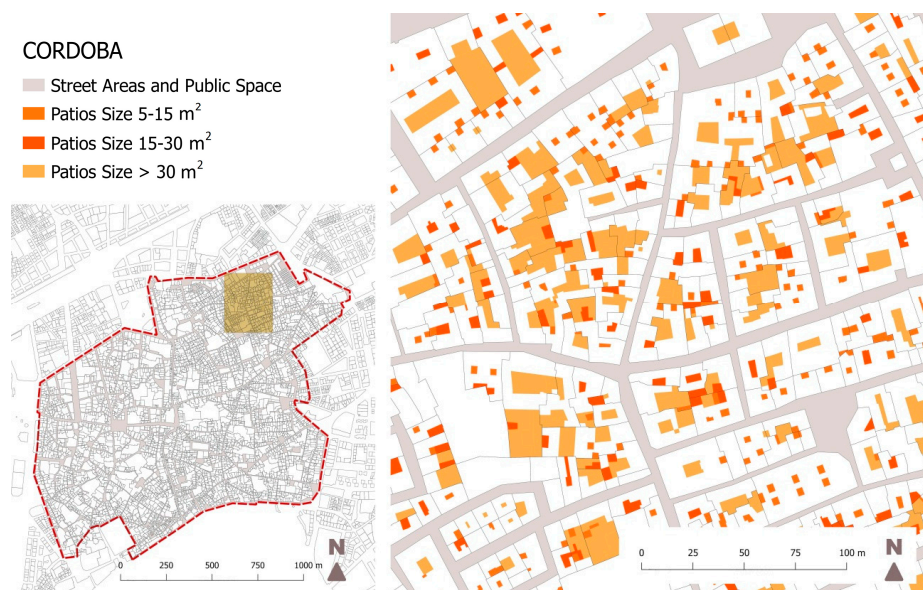 CORDOBA
Street Areas and Public Space
Patios Size 5-15 m²
Patios Size 15-30 m²
Patios Size > 30 m²
N
0 250 500 750 1000 m
N
0 25 50 75 100 m